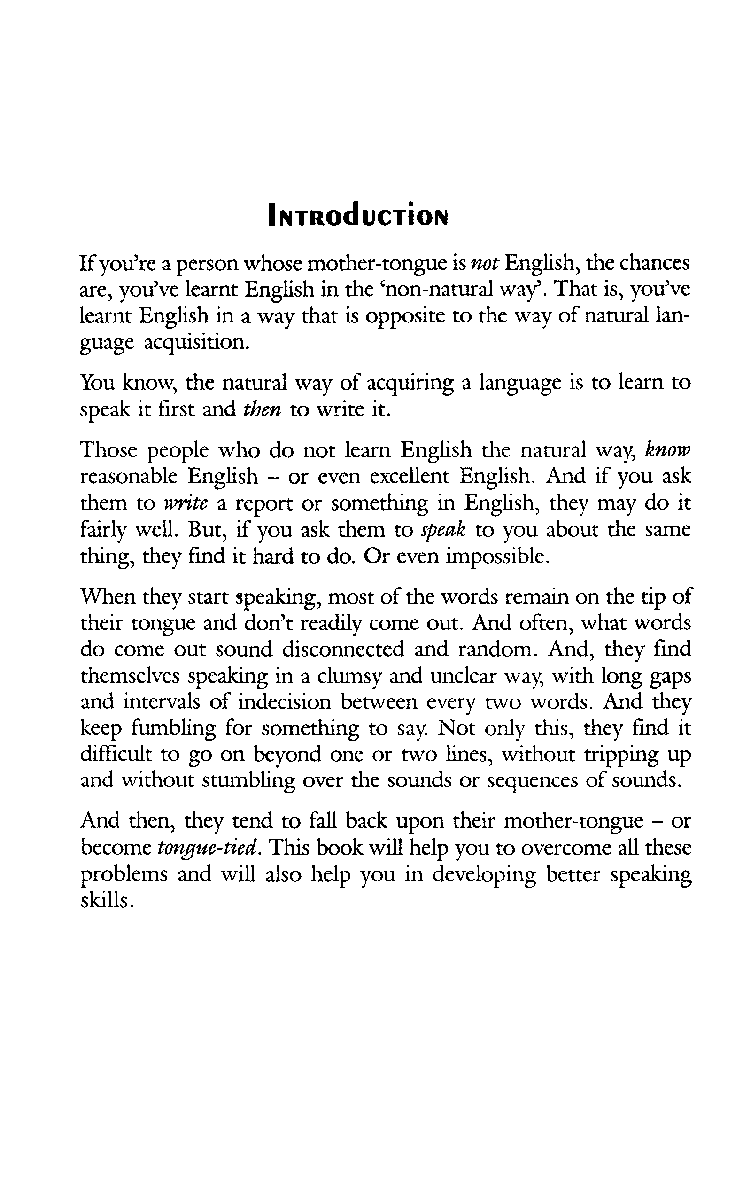 INTROducTioN
If you're a person whose mother-tongue is not English, the chances
are, you've learnt English in the 'non-natural way'. That is, you've
learnt English in a way that is opposite to the way of natural lan-
guage acquisition.
You know, the natural way of acquiring a language is to learn to
speak it first and then to write it.
Those people who do not learn English the natural way, know
reasonable English – or even excellent English. And if you ask
them to write a report or something in English, they may do it
fairly well. But, if you ask them to speak to you about the same
thing, they find it hard to do. Or even impossible.
When they start speaking, most of the words remain on the tip of
their tongue and don't readily come out. And often, what words
do come out sound disconnected and random. And, they find
themselves speaking in a clumsy and unclear way, with long gaps
and intervals of indecision between every two words. And they
keep fumbling for something to say. Not only this, they find it
difficult to go on beyond one or two lines, without tripping up
and without stumbling over the sounds or sequences of sounds.
And then, they tend to fall back upon their mother-tongue – or
become tongue-tied. This book will help you to overcome all these
problems and will also help you in developing better speaking
skills.